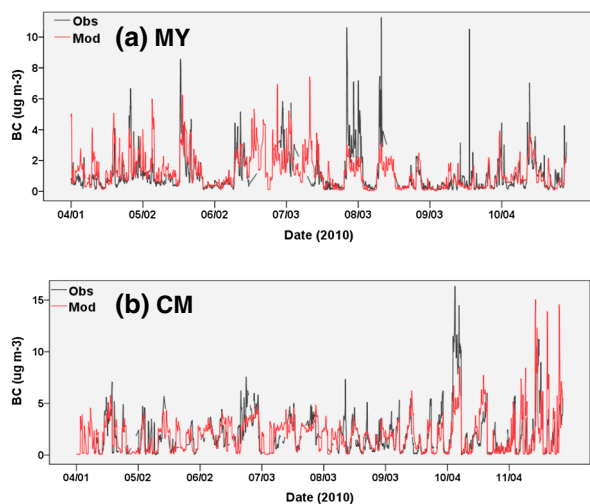 Obs
Mod
(a) MY
10
8
6
4
2
0
BC (ug m-3)
04/01 05/02 06/02 07/03 08/03 09/03 10/04
Date (2010)
Obs
Mod
(b) CM
15
10
5
0
BC (ug m-3)
04/01 05/02 06/02 07/03 08/03 09/03 10/04 11/04
Date (2010)